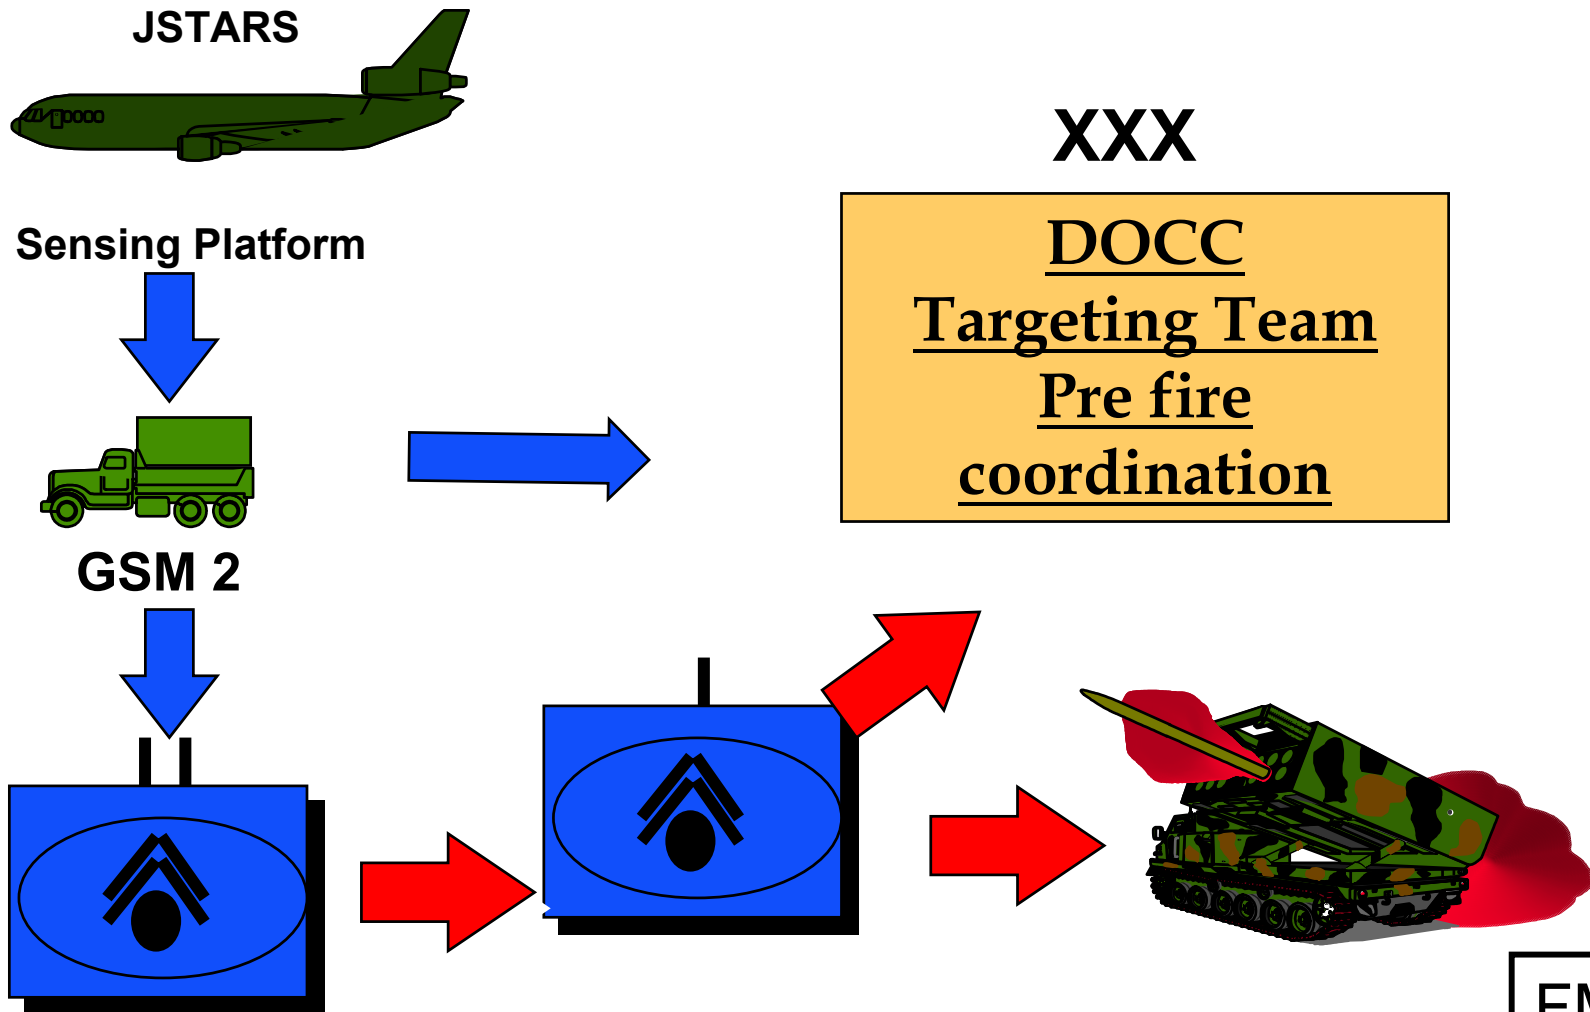 JSTARS
XXX
Sensing Platform
DOCC
Targeting Team
Pre fire
coordination
GSM 2